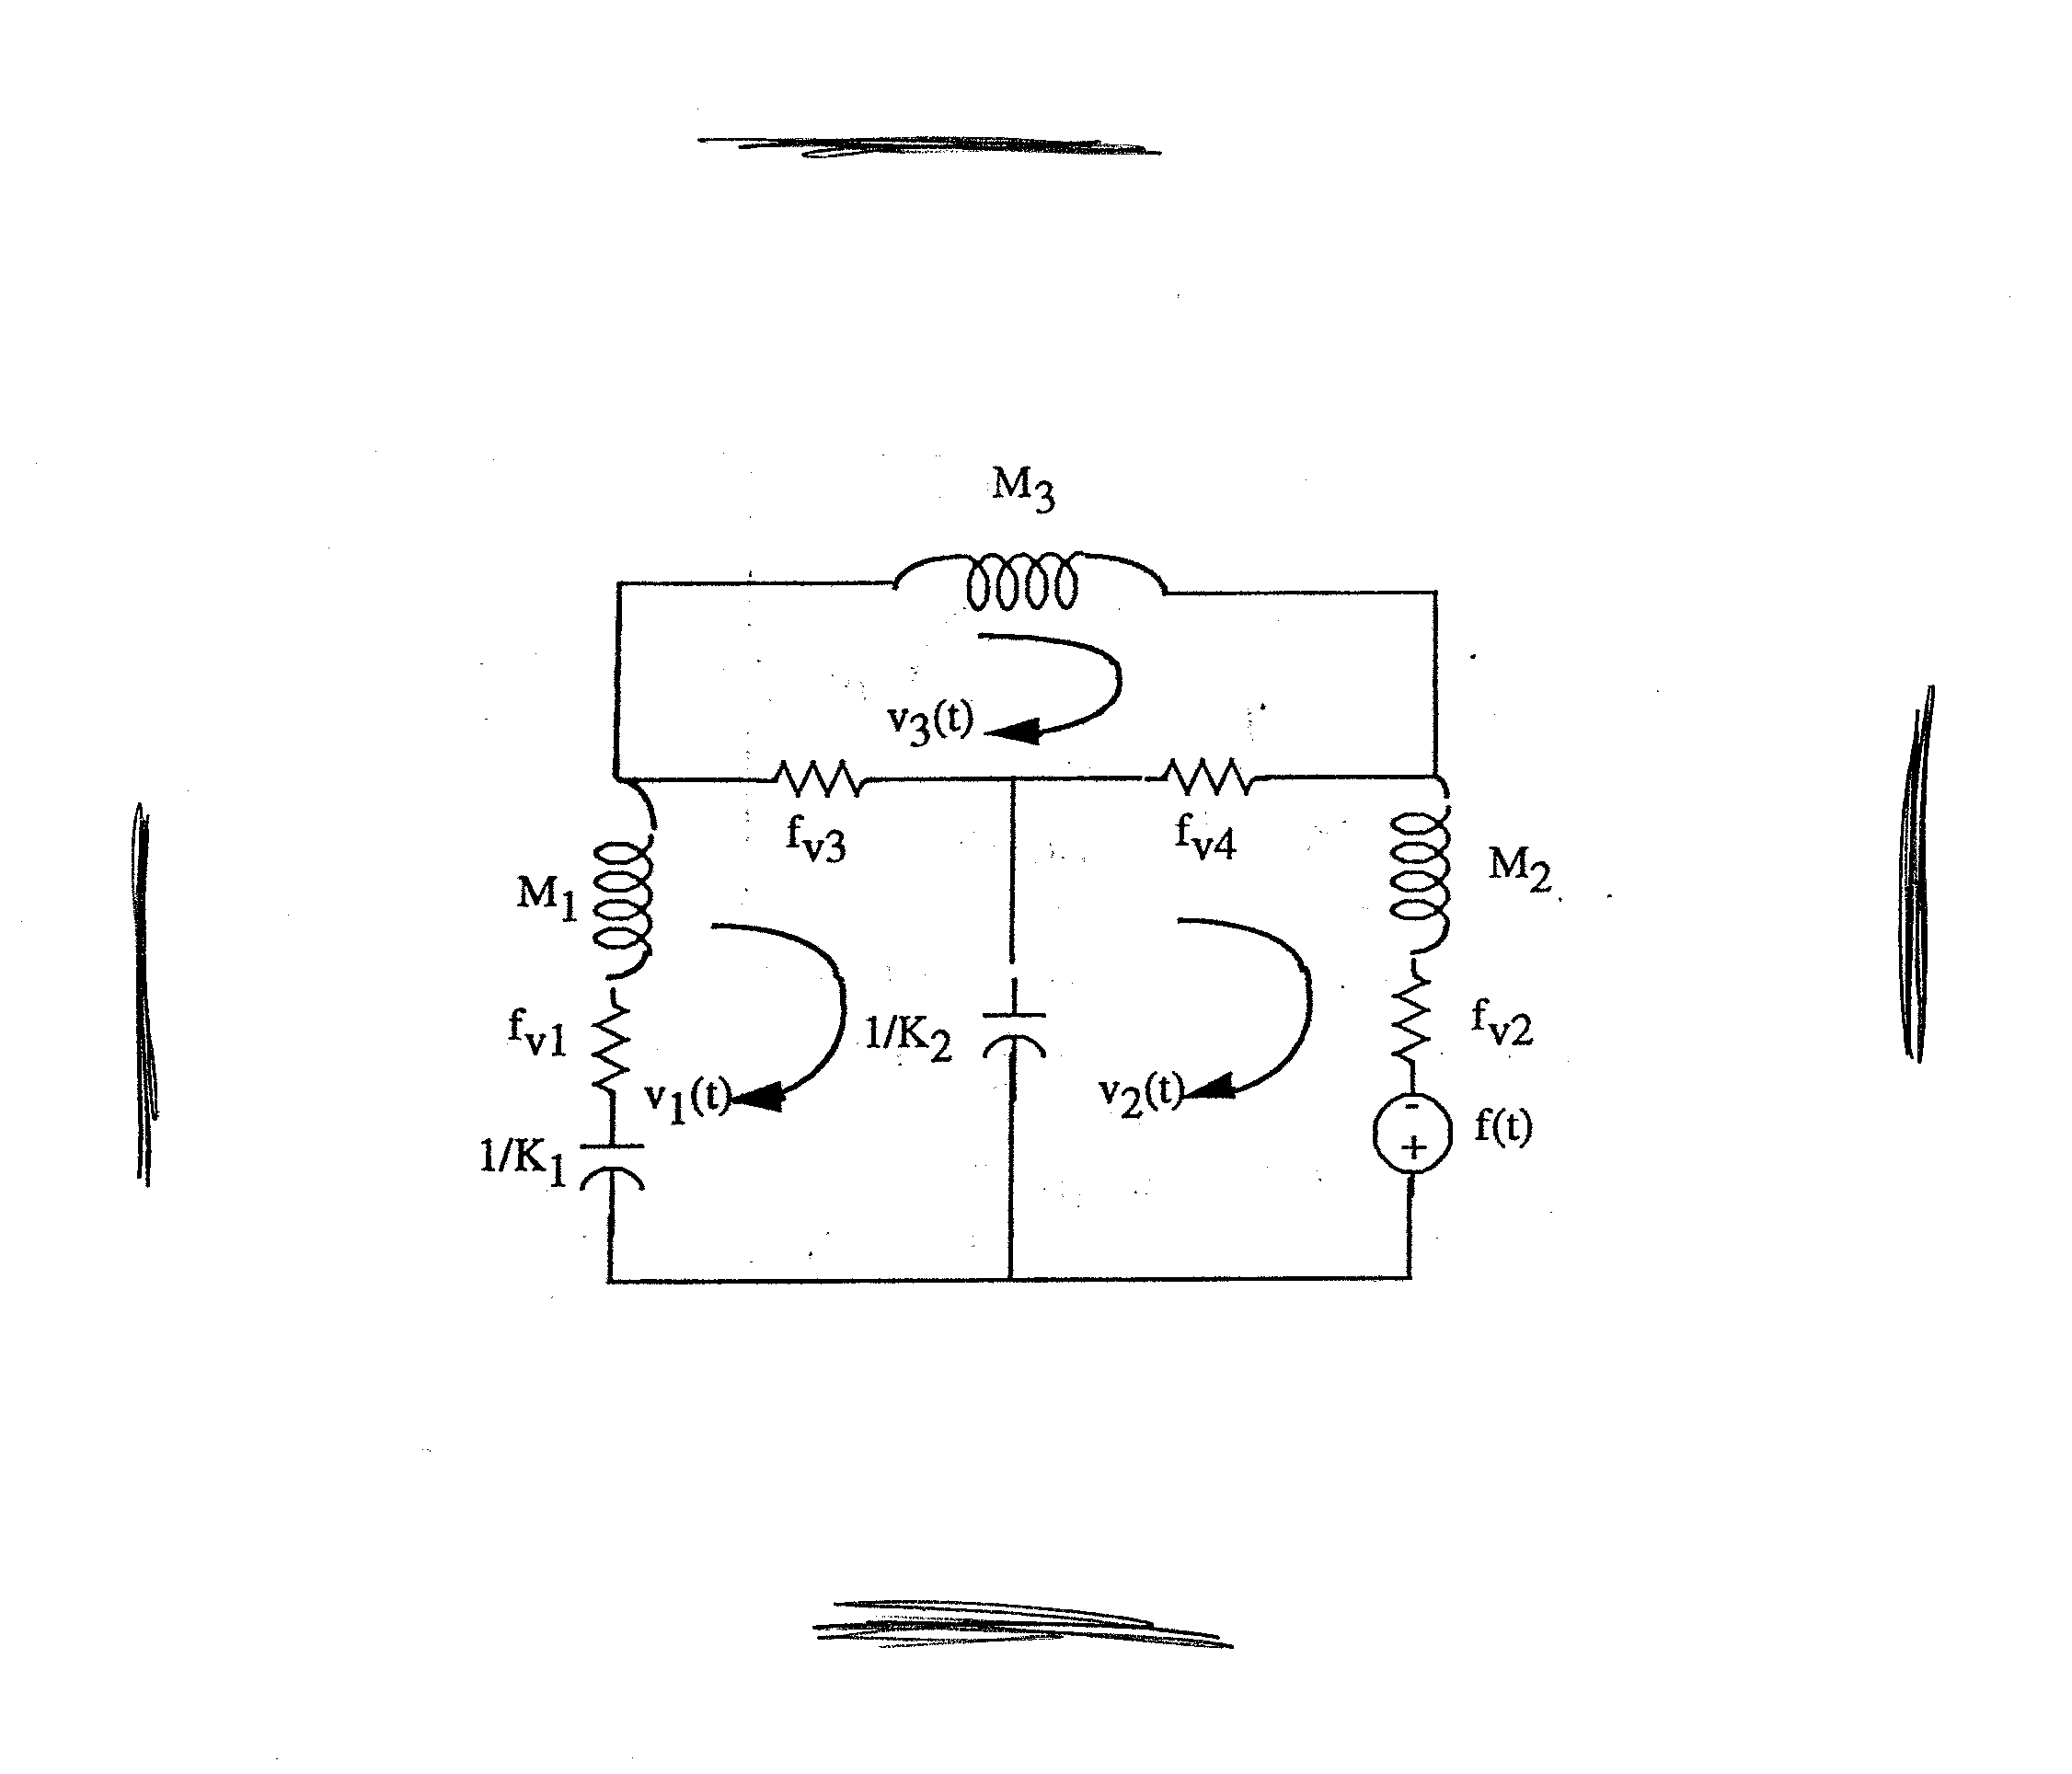 M3
v3(t)
fv3
fv4
M1
M2
fv1
1/K2
fv2
v1(t)
v2(t)
f(t)
-
+
1/K1